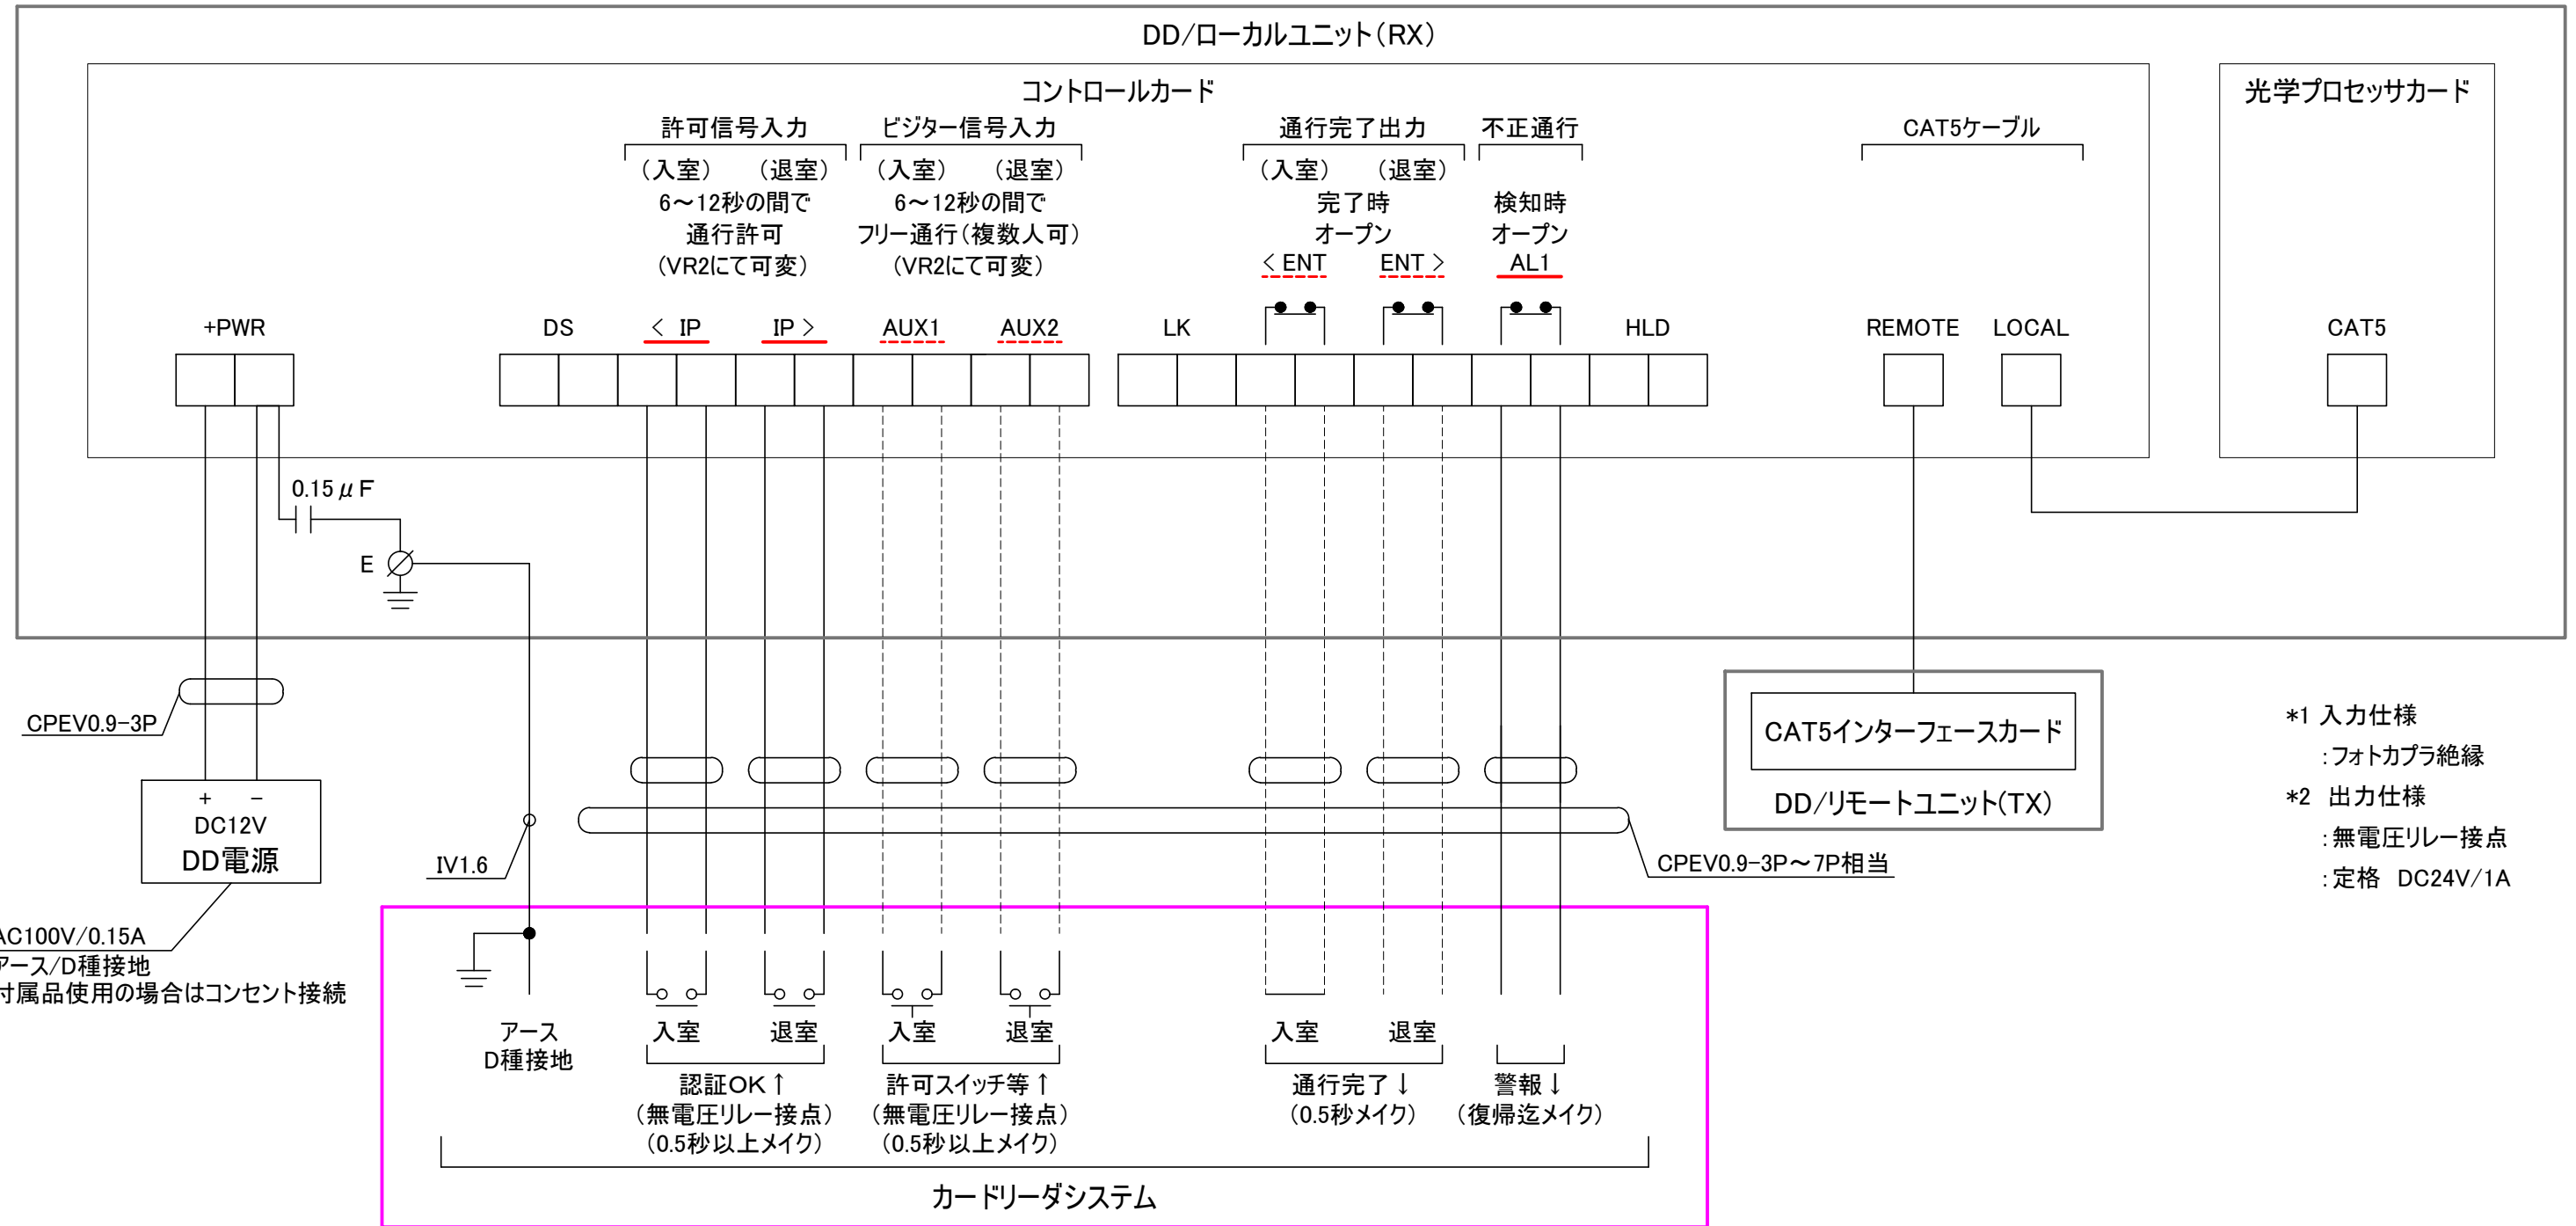 DD/ローカルユニット(RX)
コントロールカード
光学プロセッサカード
許可信号入力
(入室) (退室)
6～12秒の間で
通行許可
(VR2にて可変)
ビジター信号入力
(入室) (退室)
6～12秒の間で
フリー通行(複数人可)
(VR2にて可変)
通行完了出力
(入室) (退室)
完了時
オープン
< ENT ENT >
不正通行
検知時
オープン
AL1
CAT5ケーブル
+PWR DS < IP IP > AUX1 AUX2 LK HLD REMOTE LOCAL CAT5
0.15μF
E
CPEV0.9-3P
+ -
DC12V
DD電源
IV1.6
AC100V/0.15A
アース/D種接地
付属品使用の場合はコンセント接続
CAT5インターフェースカード
DD/リモートユニット(TX)
CPEV0.9-3P～7P相当
*1 入力仕様
:フォトカプラ絶縁
*2 出力仕様
:無電圧リレー接点
:定格 DC24V/1A
アース
D種接地
入室 退室
認証OK↑
(無電圧リレー接点)
(0.5秒以上メイク)
入室 退室
許可スイッチ等↑
(無電圧リレー接点)
(0.5秒以上メイク)
入室 退室
通行完了↓
(0.5秒メイク)
警報↓
(復帰迄メイク)
カードリーダシステム